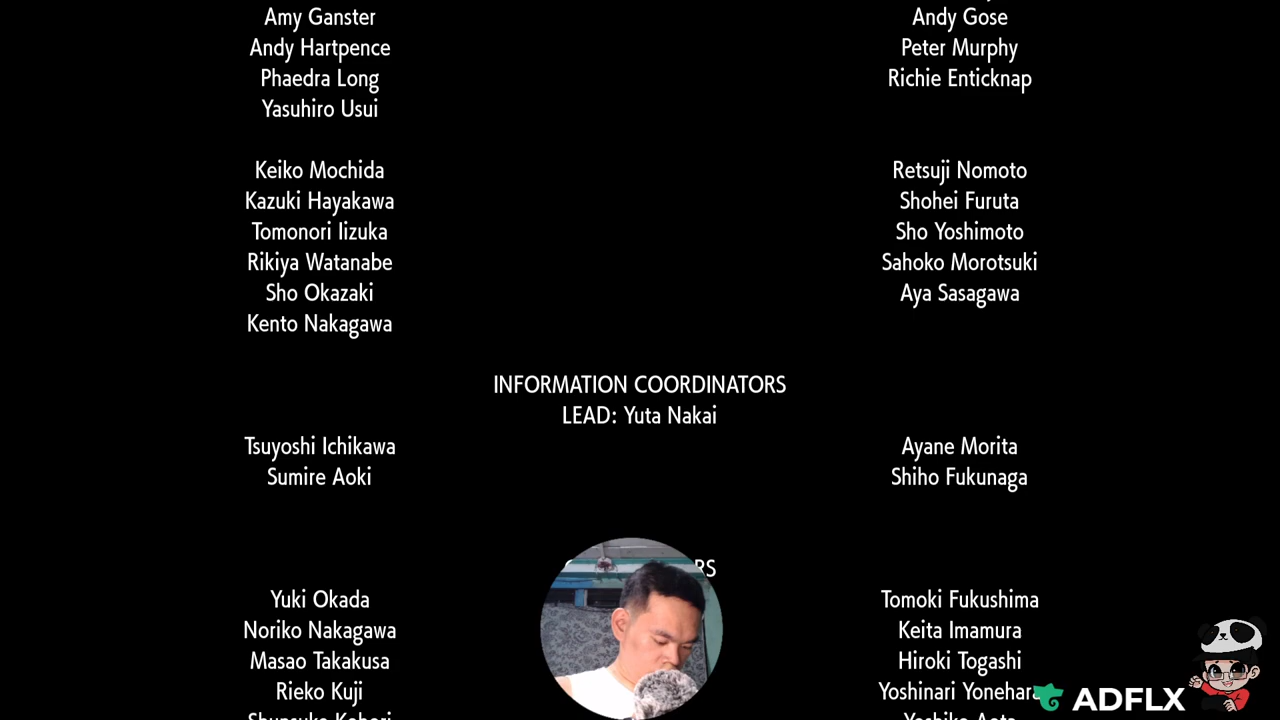 Amy Ganster
Andy Gose
Andy Hartpence
Peter Murphy
Phaedra Long
Richie Enticknap
Yasuhiro Usui
Keiko Mochida
Retsuji Nomoto
Kazuki Hayakawa
Shohei Furuta
Tomonori Iizuka
Sho Yoshimoto
Rikiya Watanabe
Sahoko Morotsuki
Sho Okazaki
Aya Sasagawa
Kento Nakagawa
INFORMATION COORDINATORS
LEAD: Yuta Nakai
Tsuyoshi Ichikawa
Ayane Morita
Sumire Aoki
Shiho Fukunaga
Yuki Okada
Tomoki Fukushima
Noriko Nakagawa
Keita Imamura
Masao Takakusa
Hiroki Togashi
Rieko Kuji
Yoshinari Yonehara
ADFLX